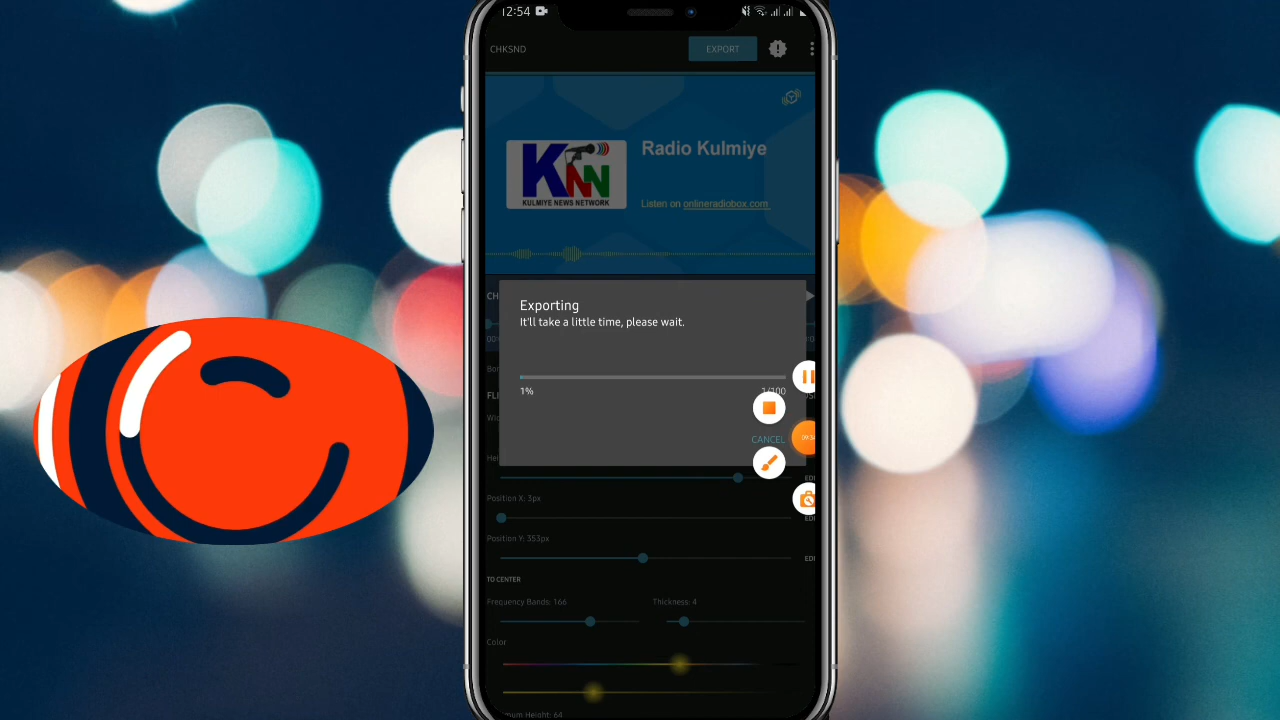 12:54
CHKSND
EXPORT
Radio Kulmiye
KNN
KULMIYE NEWS NETWORK
Listen on onlineradiobox.com
Exporting
It'll take a little time, please wait.
1%
1/100
CANCEL
Position X: 3px
Position Y: 353px
TO CENTER
Frequency Bands: 166
Thickness: 4
Color